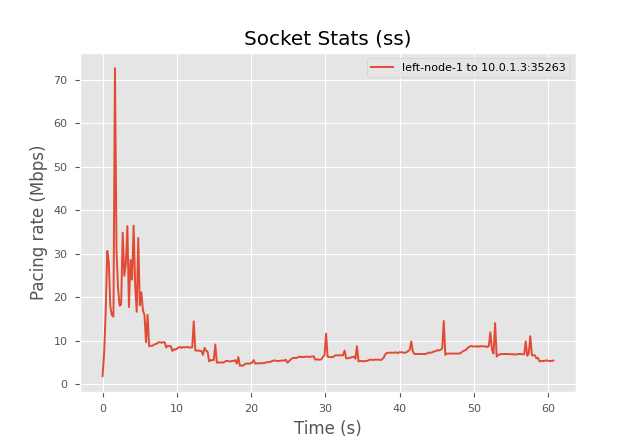 Socket Stats (ss)
left-node-1 to 10.0.1.3:35263
Pacing rate (Mbps)
70
60
50
40
30
20
10
0
0 10 20 30 40 50 60
Time (s)